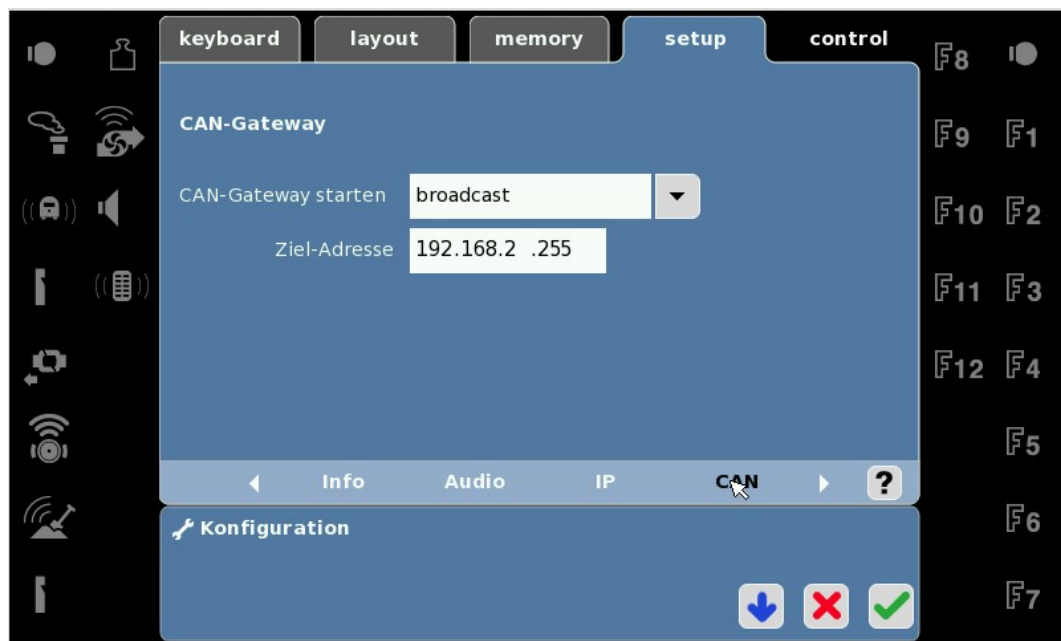 keyboard layout memory setup control
F8
CAN-Gateway
F9 F1
CAN-Gateway starten broadcast
F10 F2
Ziel-Adresse 192.168.2 .255
F11 F3
F12 F4
F5
Info Audio IP CAN ?
Konfiguration
F6
F7